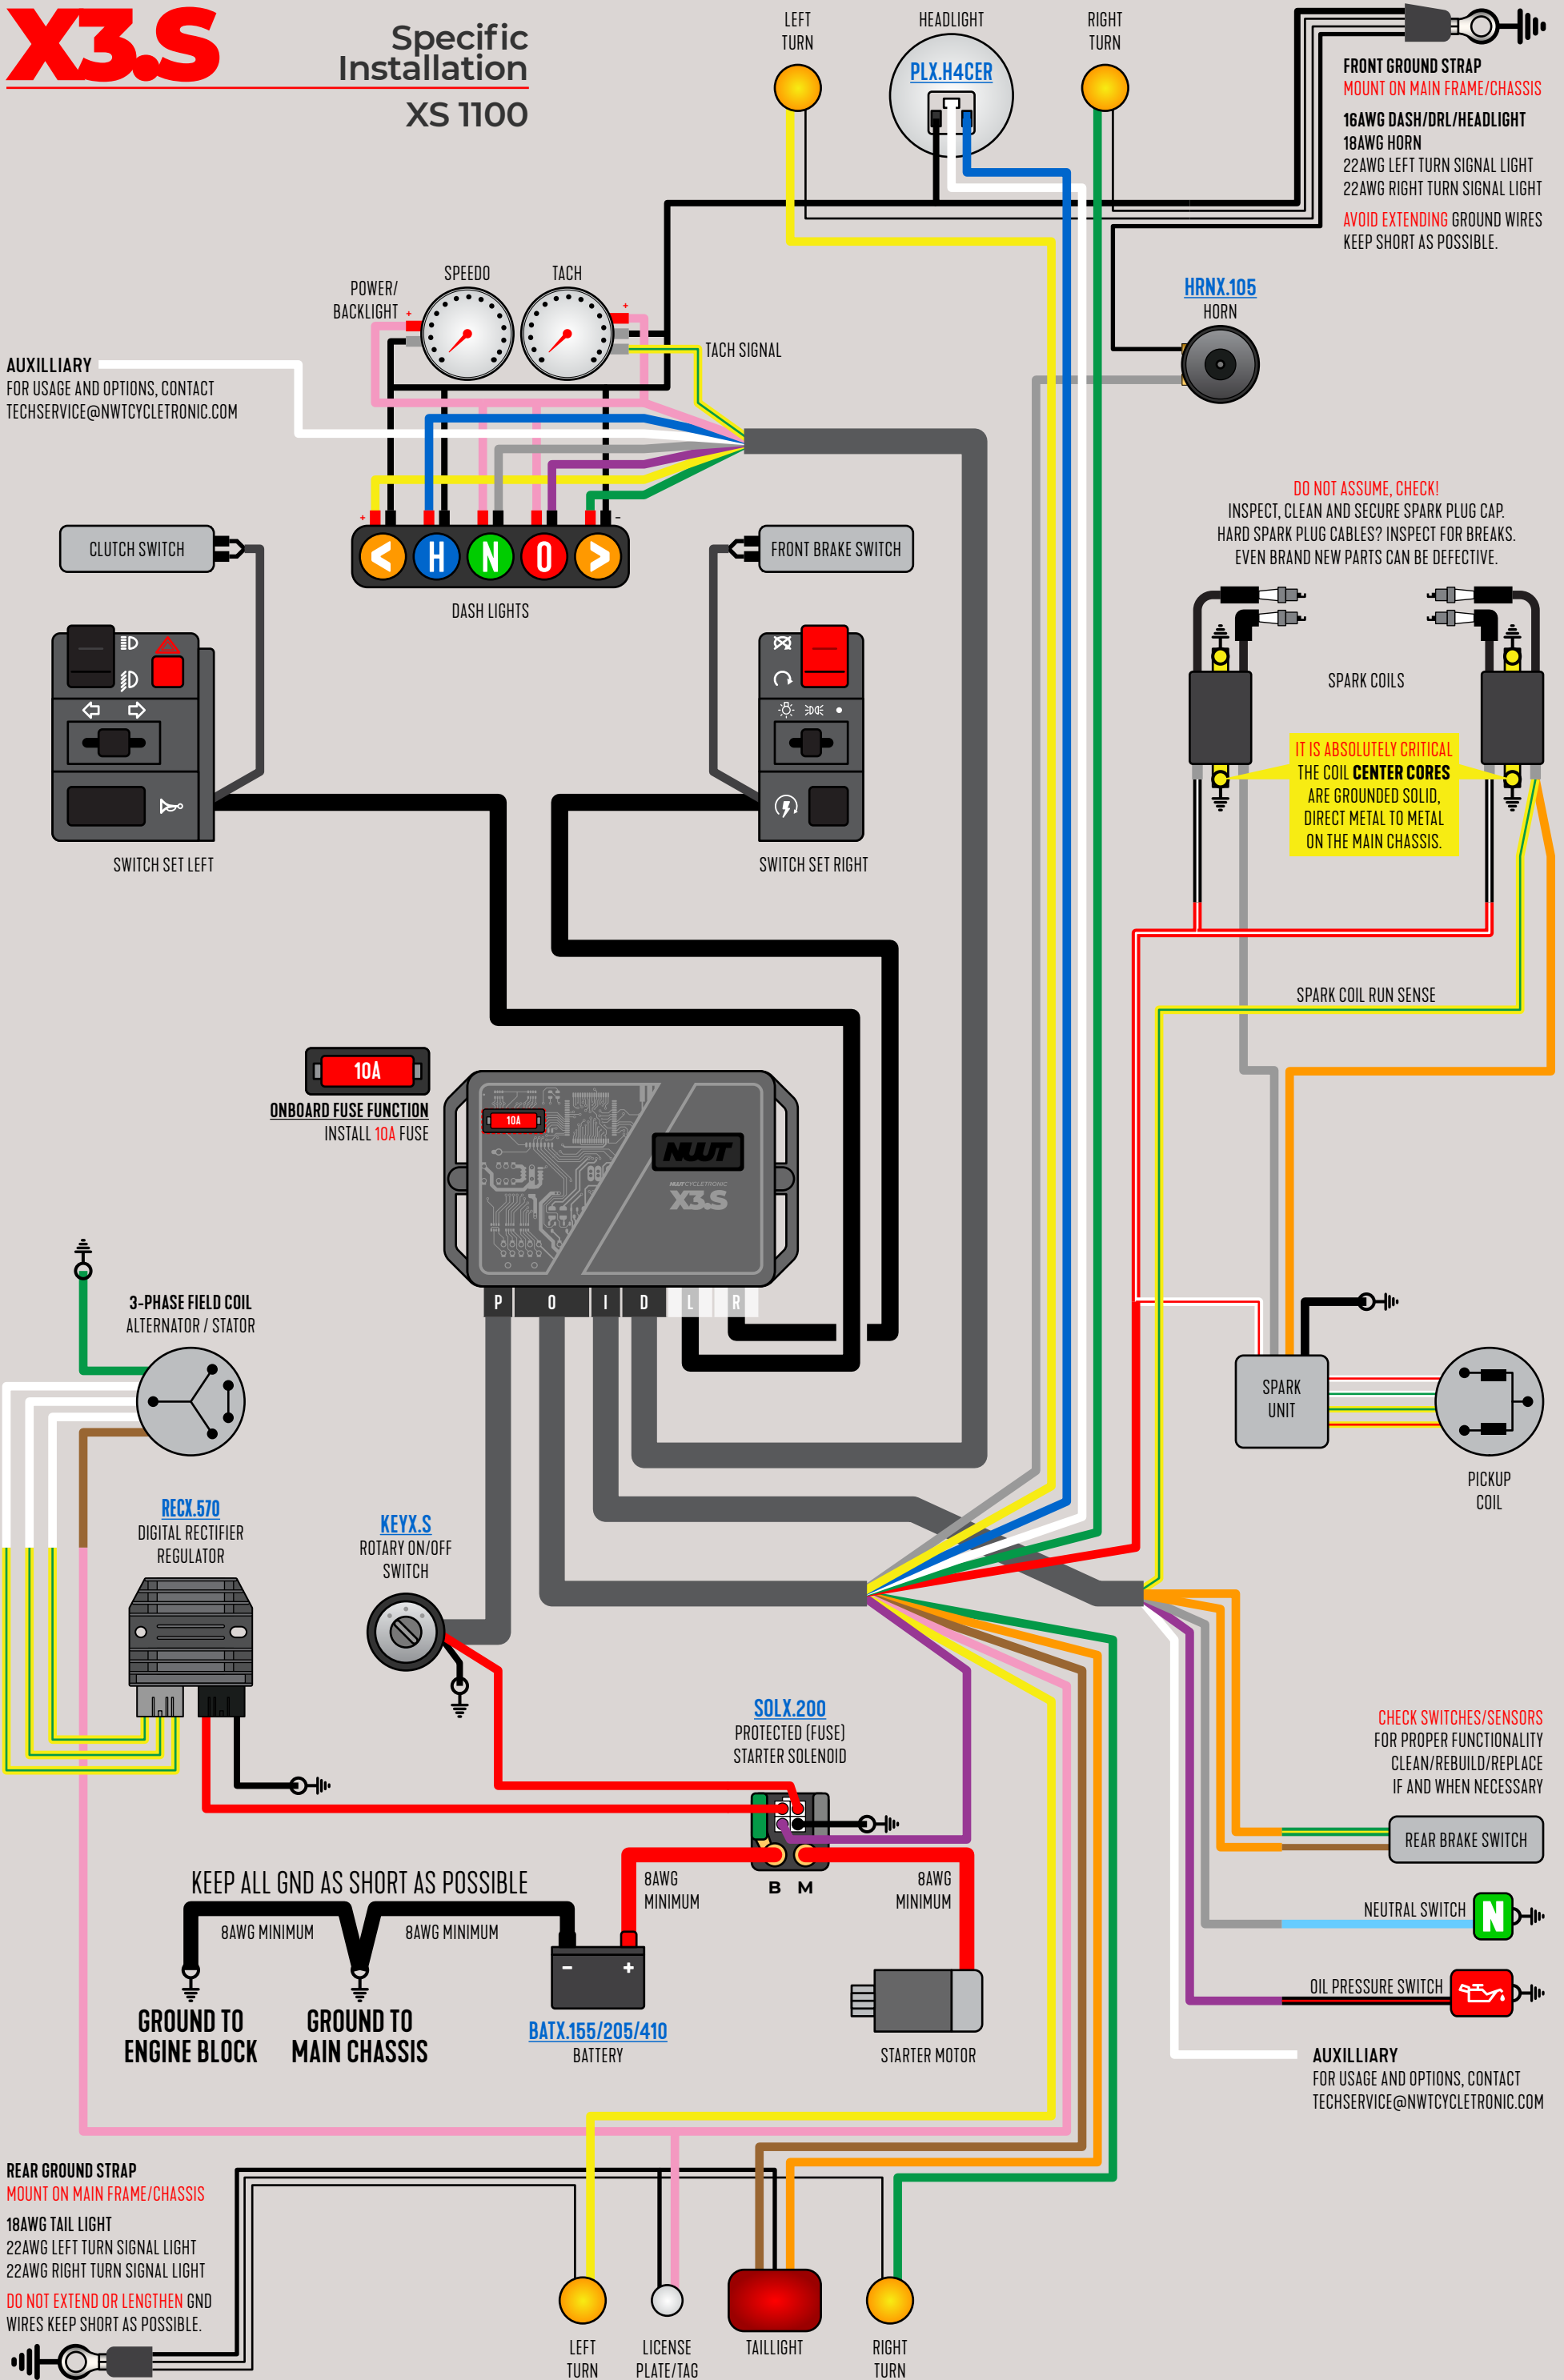 X3.S
Specific
Installation
XS 1100
LEFT
TURN
HEADLIGHT
PLX.H4CER
RIGHT
TURN
FRONT GROUND STRAP
MOUNT ON MAIN FRAME/CHASSIS
16AWG DASH/DRL/HEADLIGHT
18AWG HORN
22AWG LEFT TURN SIGNAL LIGHT
22AWG RIGHT TURN SIGNAL LIGHT
AVOID EXTENDING GROUND WIRES
KEEP SHORT AS POSSIBLE.
SPEEDO
TACH
POWER/
BACKLIGHT
+
+
TACH SIGNAL
HRNX.105
HORN
AUXILLIARY
FOR USAGE AND OPTIONS, CONTACT
TECHSERVICE@NWTCYCLETRONIC.COM
+
-
< H N O >
DASH LIGHTS
CLUTCH SWITCH
FRONT BRAKE SWITCH
DO NOT ASSUME, CHECK!
INSPECT, CLEAN AND SECURE SPARK PLUG CAP.
HARD SPARK PLUG CABLES? INSPECT FOR BREAKS.
EVEN BRAND NEW PARTS CAN BE DEFECTIVE.
SPARK COILS
IT IS ABSOLUTELY CRITICAL
THE COIL CENTER CORES
ARE GROUNDED SOLID,
DIRECT METAL TO METAL
ON THE MAIN CHASSIS.
SWITCH SET LEFT
SWITCH SET RIGHT
SPARK COIL RUN SENSE
10A
ONBOARD FUSE FUNCTION
INSTALL 10A FUSE
10A
NWT
NWTCYCLETRONIC
X3.S
P O I D L R
3-PHASE FIELD COIL
ALTERNATOR / STATOR
SPARK
UNIT
PICKUP
COIL
RECX.570
DIGITAL RECTIFIER
REGULATOR
KEYX.S
ROTARY ON/OFF
SWITCH
SOLX.200
PROTECTED (FUSE)
STARTER SOLENOID
B M
CHECK SWITCHES/SENSORS
FOR PROPER FUNCTIONALITY
CLEAN/REBUILD/REPLACE
IF AND WHEN NECESSARY
REAR BRAKE SWITCH
NEUTRAL SWITCH
N
OIL PRESSURE SWITCH
AUXILLIARY
FOR USAGE AND OPTIONS, CONTACT
TECHSERVICE@NWTCYCLETRONIC.COM
KEEP ALL GND AS SHORT AS POSSIBLE
8AWG MINIMUM
8AWG MINIMUM
8AWG
MINIMUM
8AWG
MINIMUM
- +
GROUND TO
ENGINE BLOCK
GROUND TO
MAIN CHASSIS
BATX.155/205/410
BATTERY
STARTER MOTOR
REAR GROUND STRAP
MOUNT ON MAIN FRAME/CHASSIS
18AWG TAIL LIGHT
22AWG LEFT TURN SIGNAL LIGHT
22AWG RIGHT TURN SIGNAL LIGHT
DO NOT EXTEND OR LENGTHEN GND
WIRES KEEP SHORT AS POSSIBLE.
LEFT
TURN
LICENSE
PLATE/TAG
TAILLIGHT
RIGHT
TURN